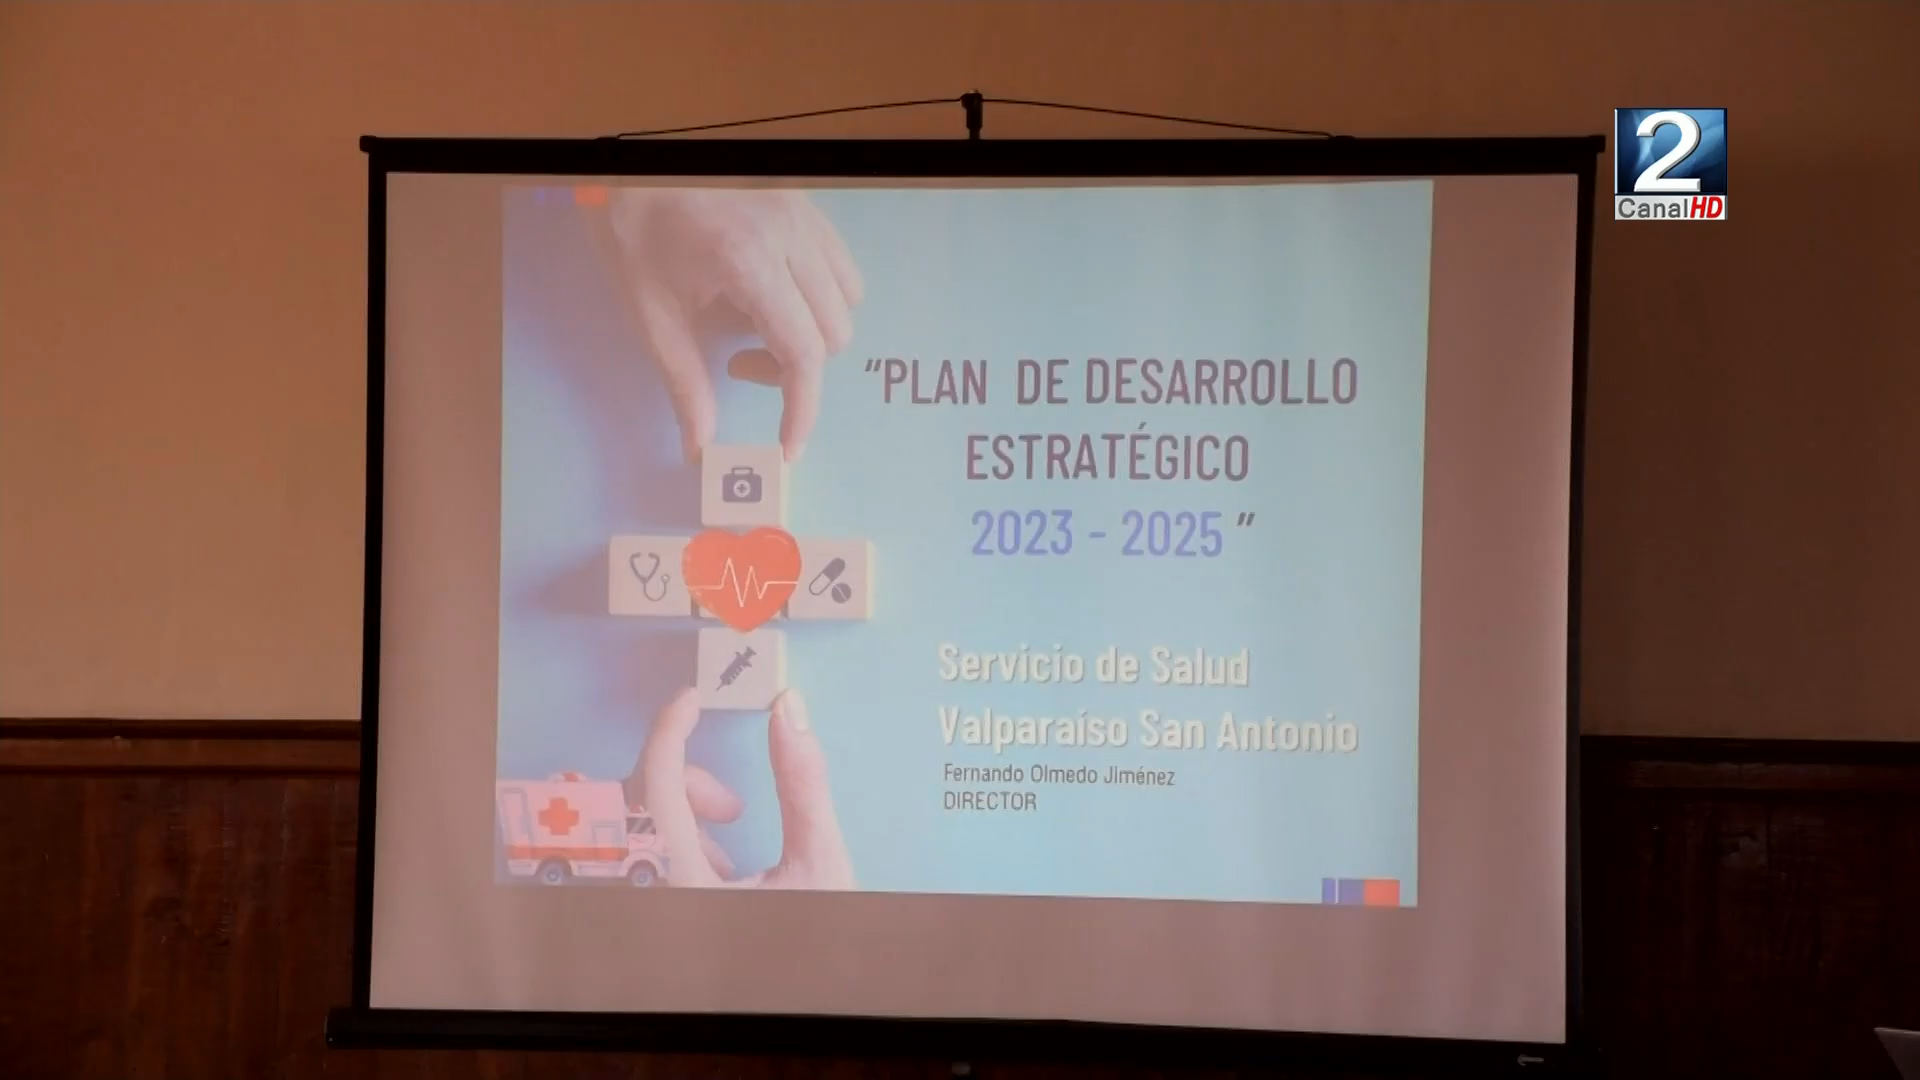 2
CanalHD
“PLAN DE DESARROLLO
ESTRATÉGICO
2023 - 2025 ”
Servicio de Salud
Valparaíso San Antonio
Fernando Olmedo Jiménez
DIRECTOR